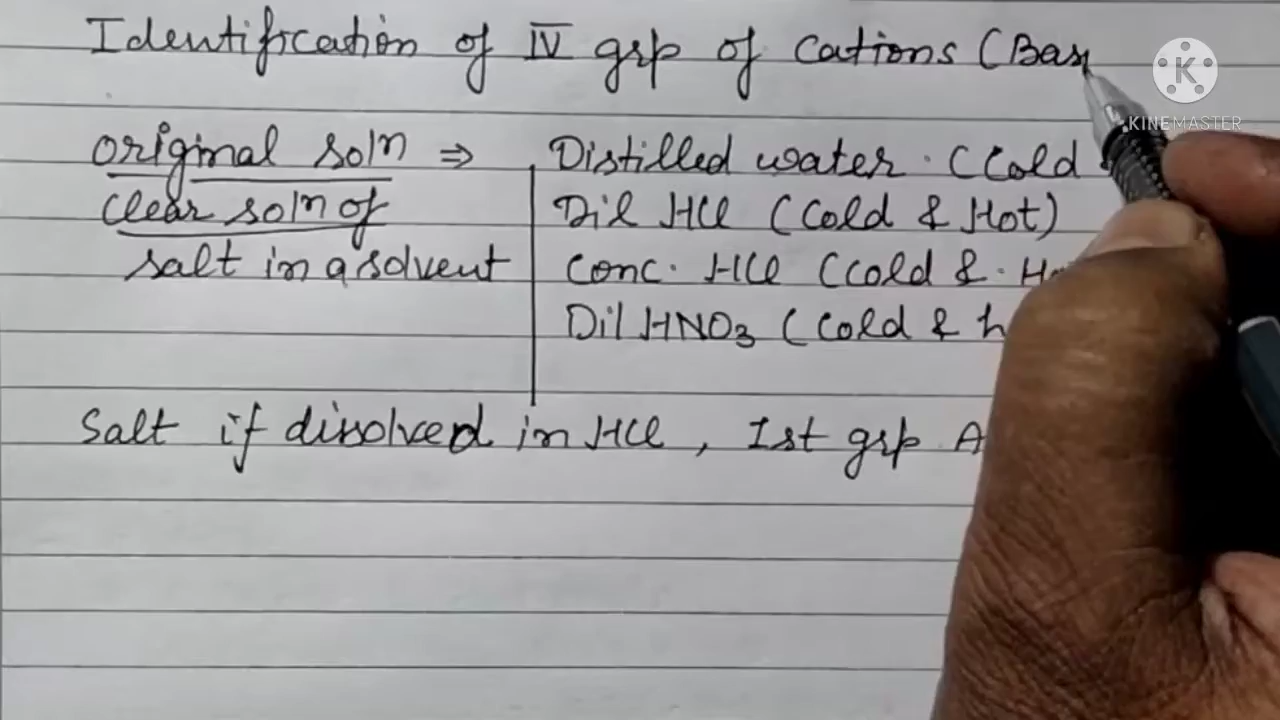 Identification of IV grp of cations (Bas
K
KINEMASTER
original soln ⇒ Distilled water. (Cold
clear soln of Dil HCl (Cold & Hot)
salt in a solvent Conc. HCl (Cold &. H
Dil HNO3 (Cold & h
Salt if dissolved in HCl, Ist grp A